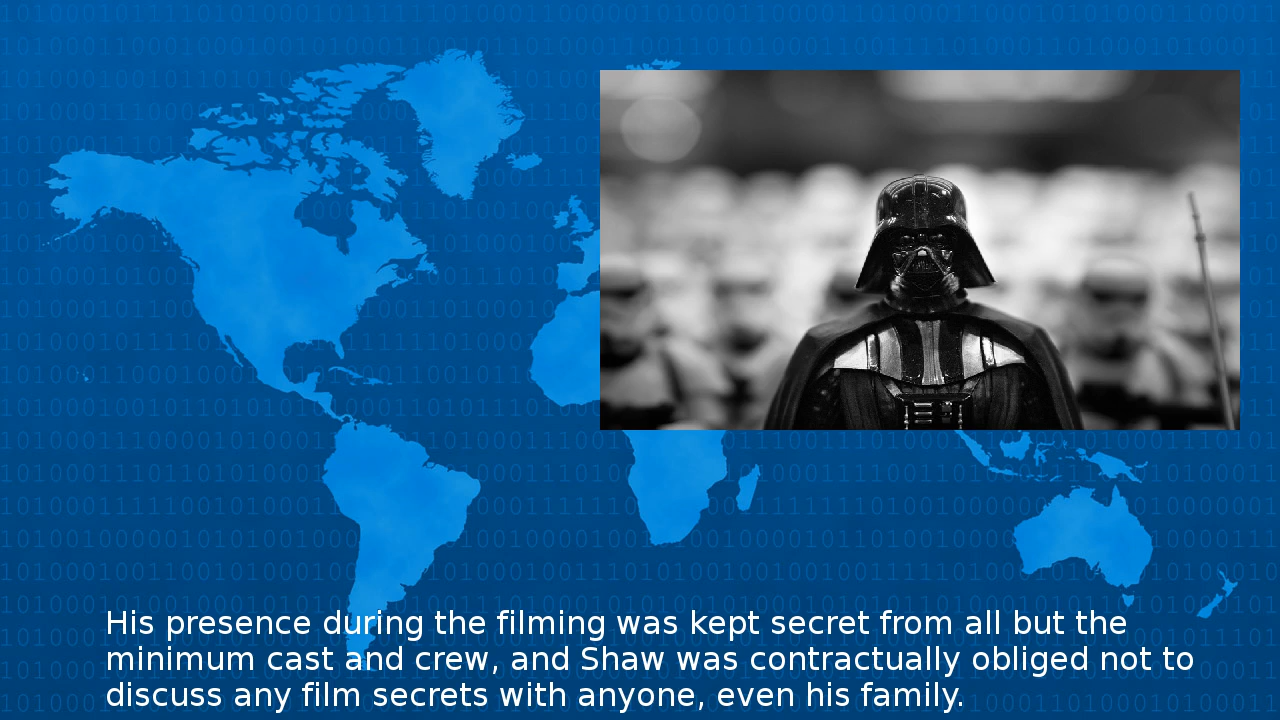 His presence during the filming was kept secret from all but the
minimum cast and crew, and Shaw was contractually obliged not to
discuss any film secrets with anyone, even his family.